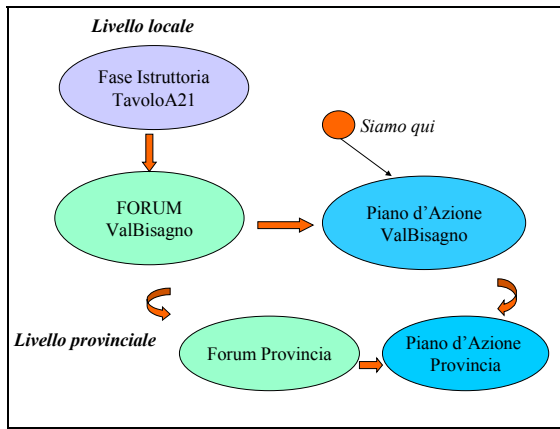 Livello locale
Fase Istruttoria
TavoloA21
Siamo qui
FORUM
ValBisagno
Piano d'Azione
ValBisagno
Livello provinciale
Forum Provincia
Piano d'Azione
Provincia